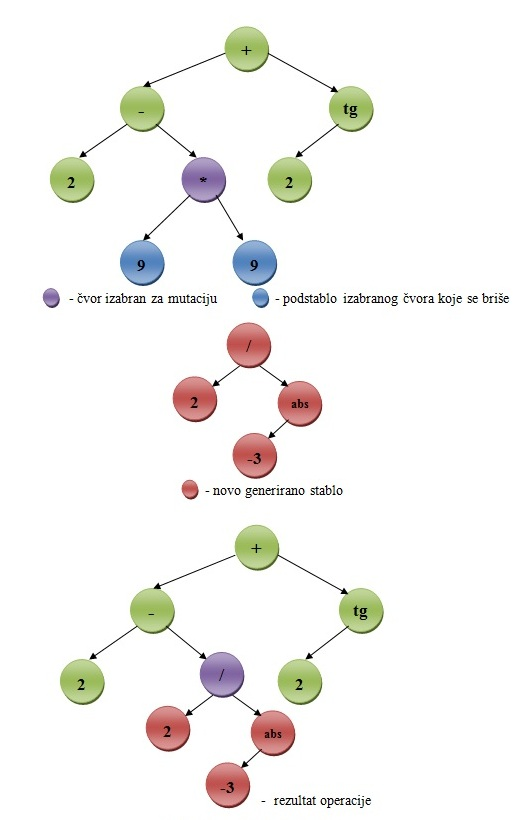 +
-
tg
2
*
2
9
9
- čvor izabran za mutaciju
- podstablo izabranog čvora koje se briše
/
2
abs
-3
- novo generirano stablo
+
-
tg
2
/
2
2
abs
-3
- rezultat operacije